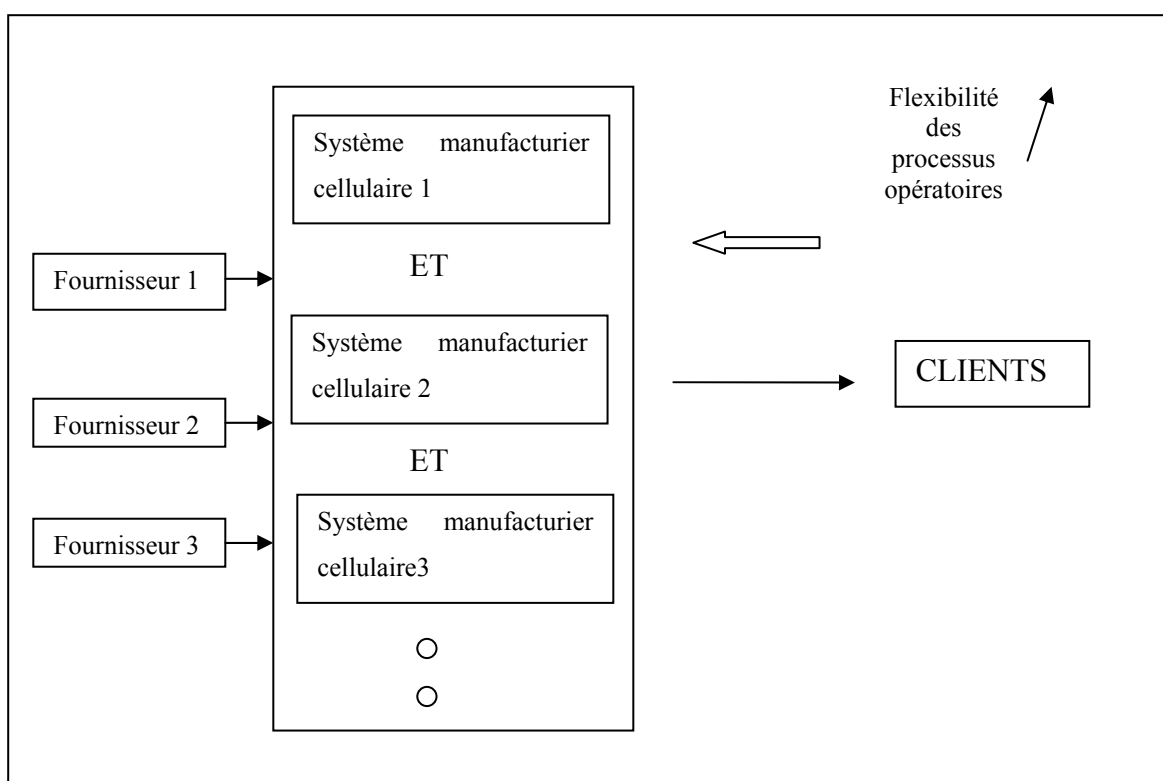 Flexibilité
des
processus
opératoires
Système manufacturier
cellulaire 1
ET
Fournisseur 1
Système manufacturier
cellulaire 2
CLIENTS
Fournisseur 2
ET
Système manufacturier
cellulaire3
Fournisseur 3